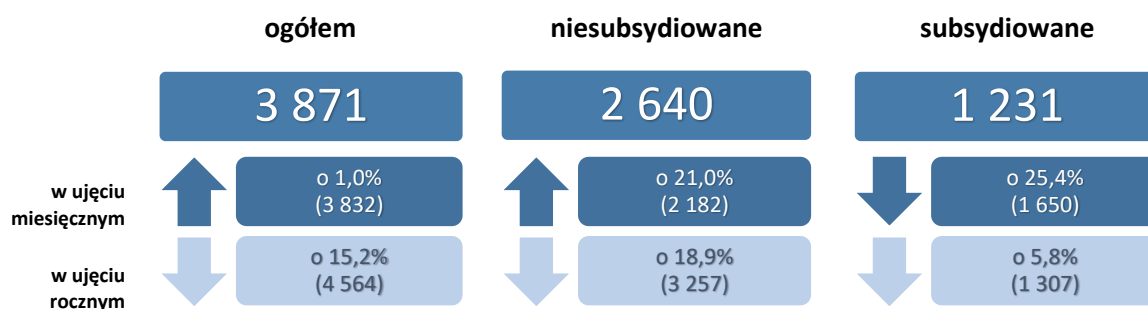 ogółem
niesubsydiowane
subsydiowane
3 871
2 640
1 231
w ujęciu
miesięcznym
o 1,0%
(3 832)
o 21,0%
(2 182)
o 25,4%
(1 650)
w ujęciu
rocznym
o 15,2%
(4 564)
o 18,9%
(3 257)
o 5,8%
(1 307)